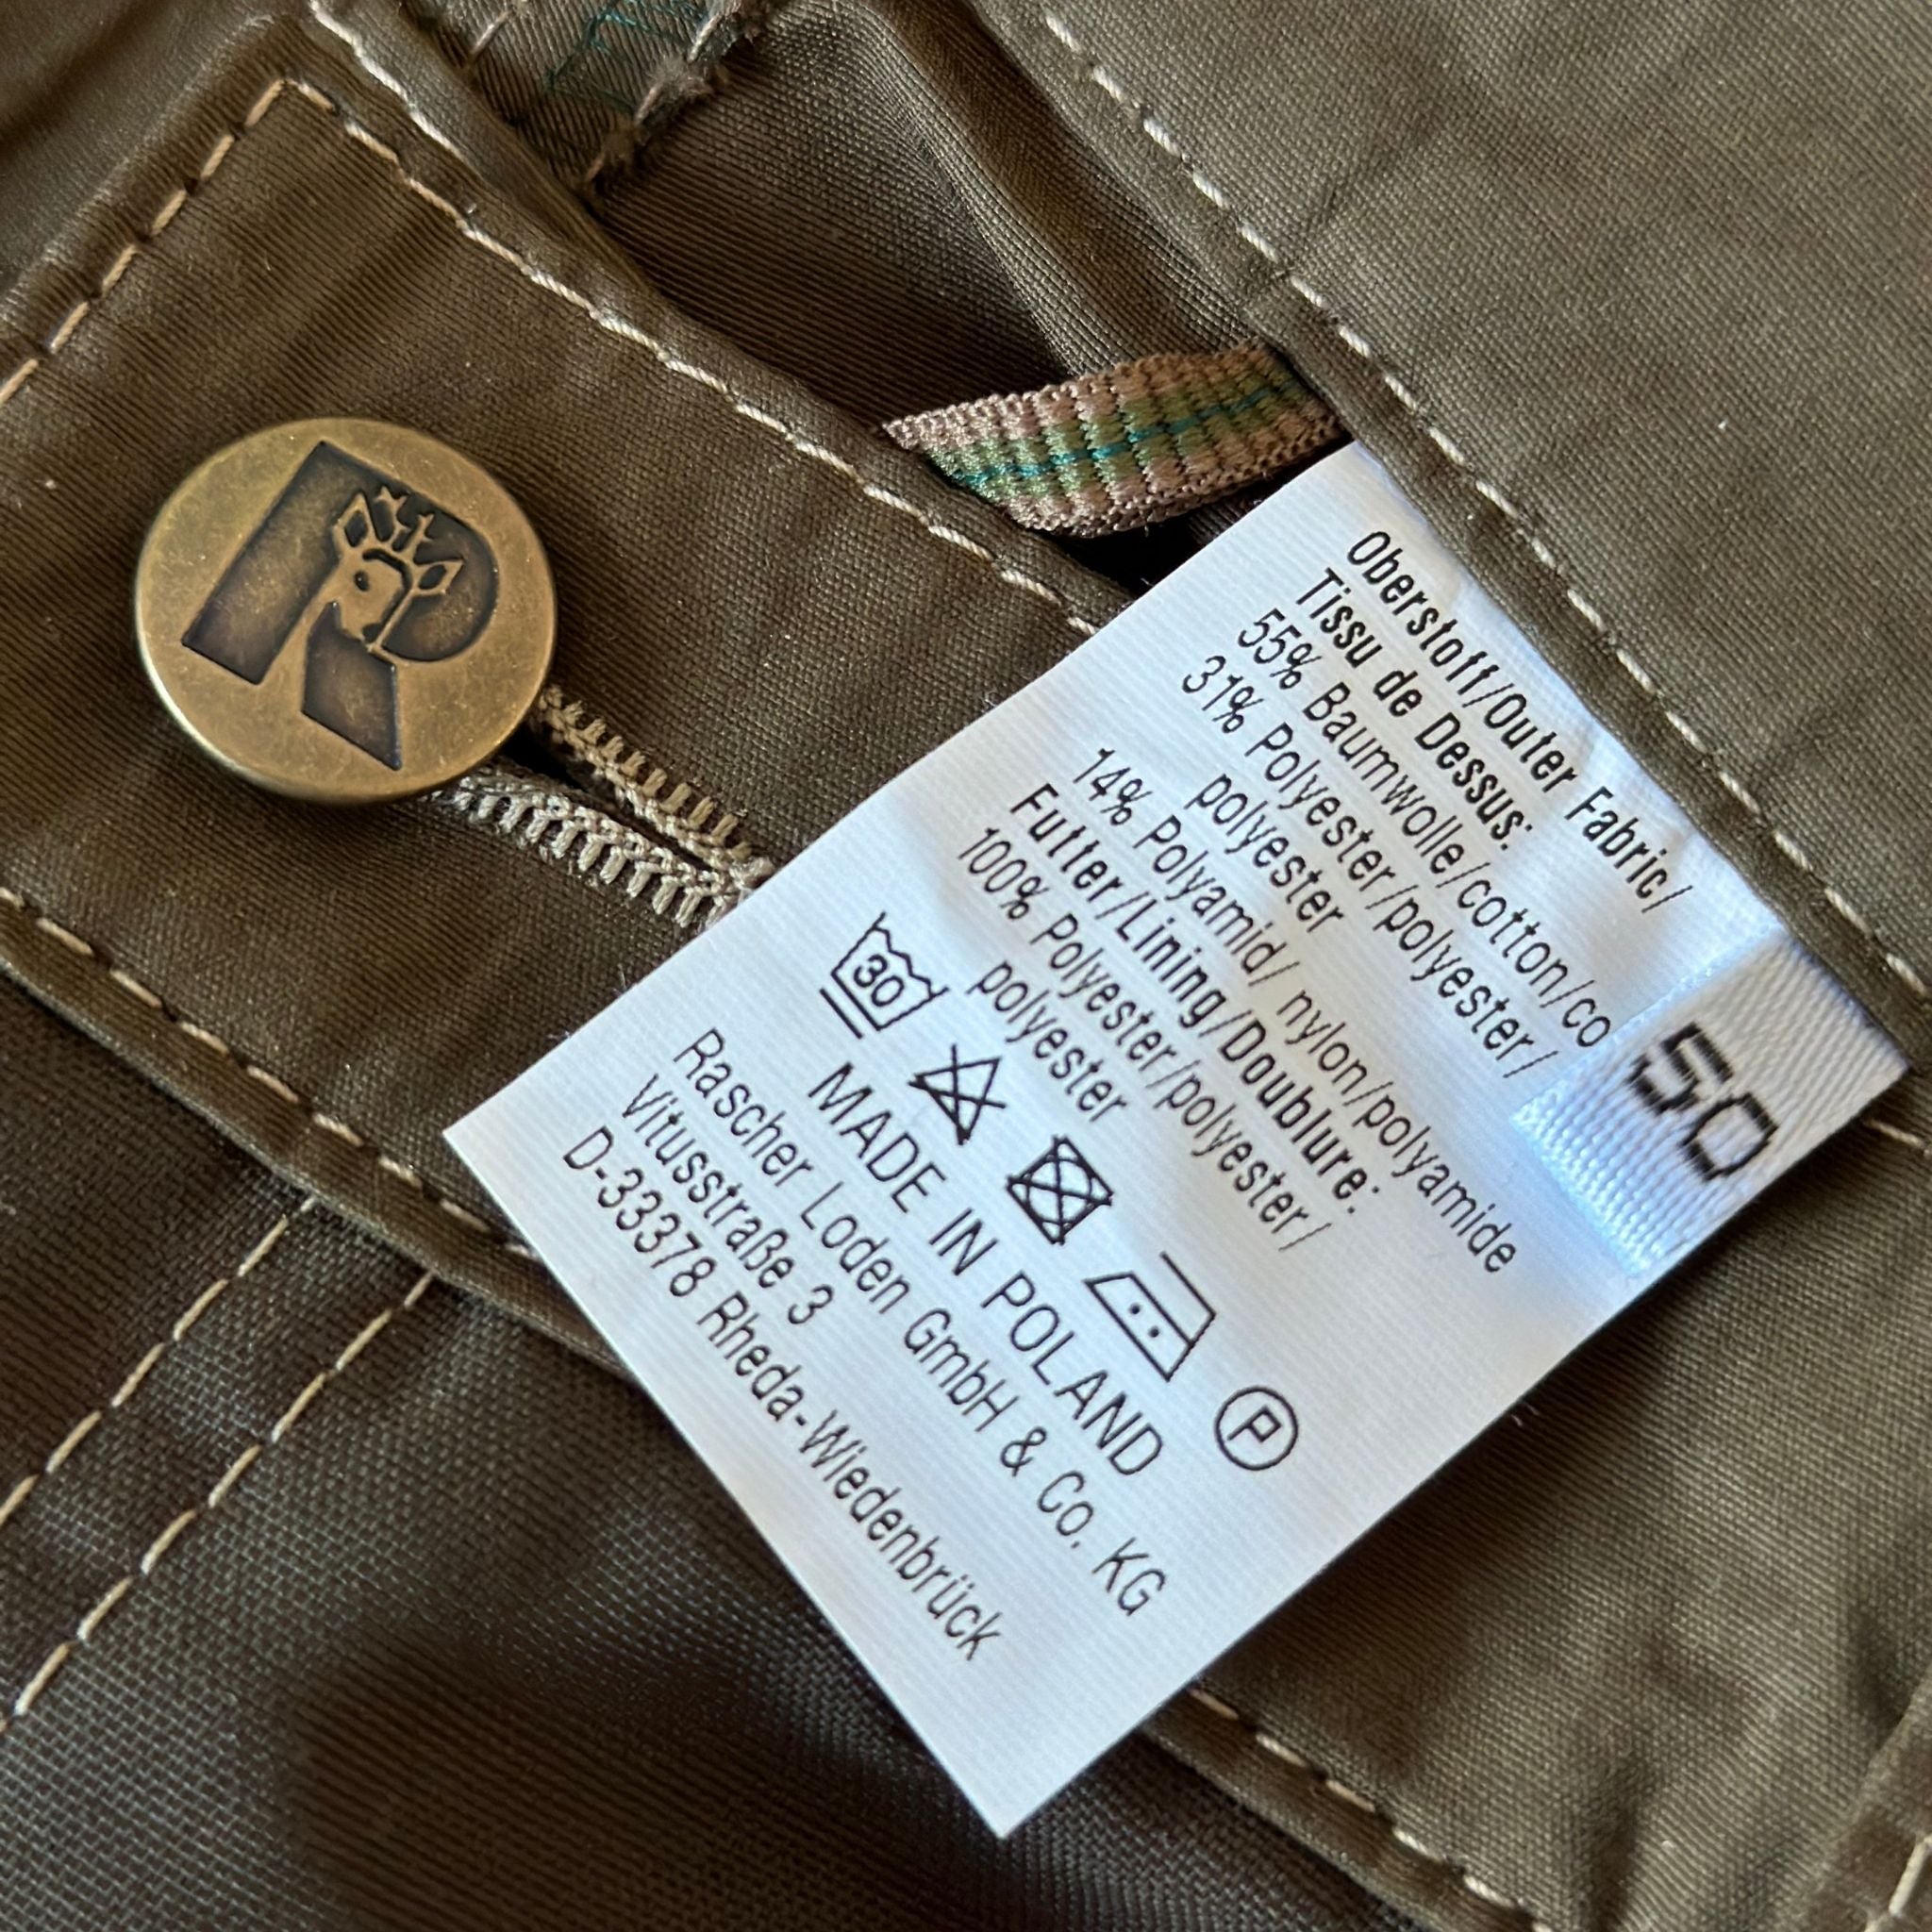 Oberstoff/Outer Fabric/
Tissu de Dessus:
55% Baumwolle/cotton/co
31% Polyester/polyester/
polyester
14% Polyamid/ nylon/polyamide
Futter/Lining/Doublure:
100% Polyester/polyester/
polyester
30
P
MADE IN POLAND
Rascher Loden GmbH & Co. KG
Vitusstraße 3
D-33378 Rheda-Wiedenbrück
50
R